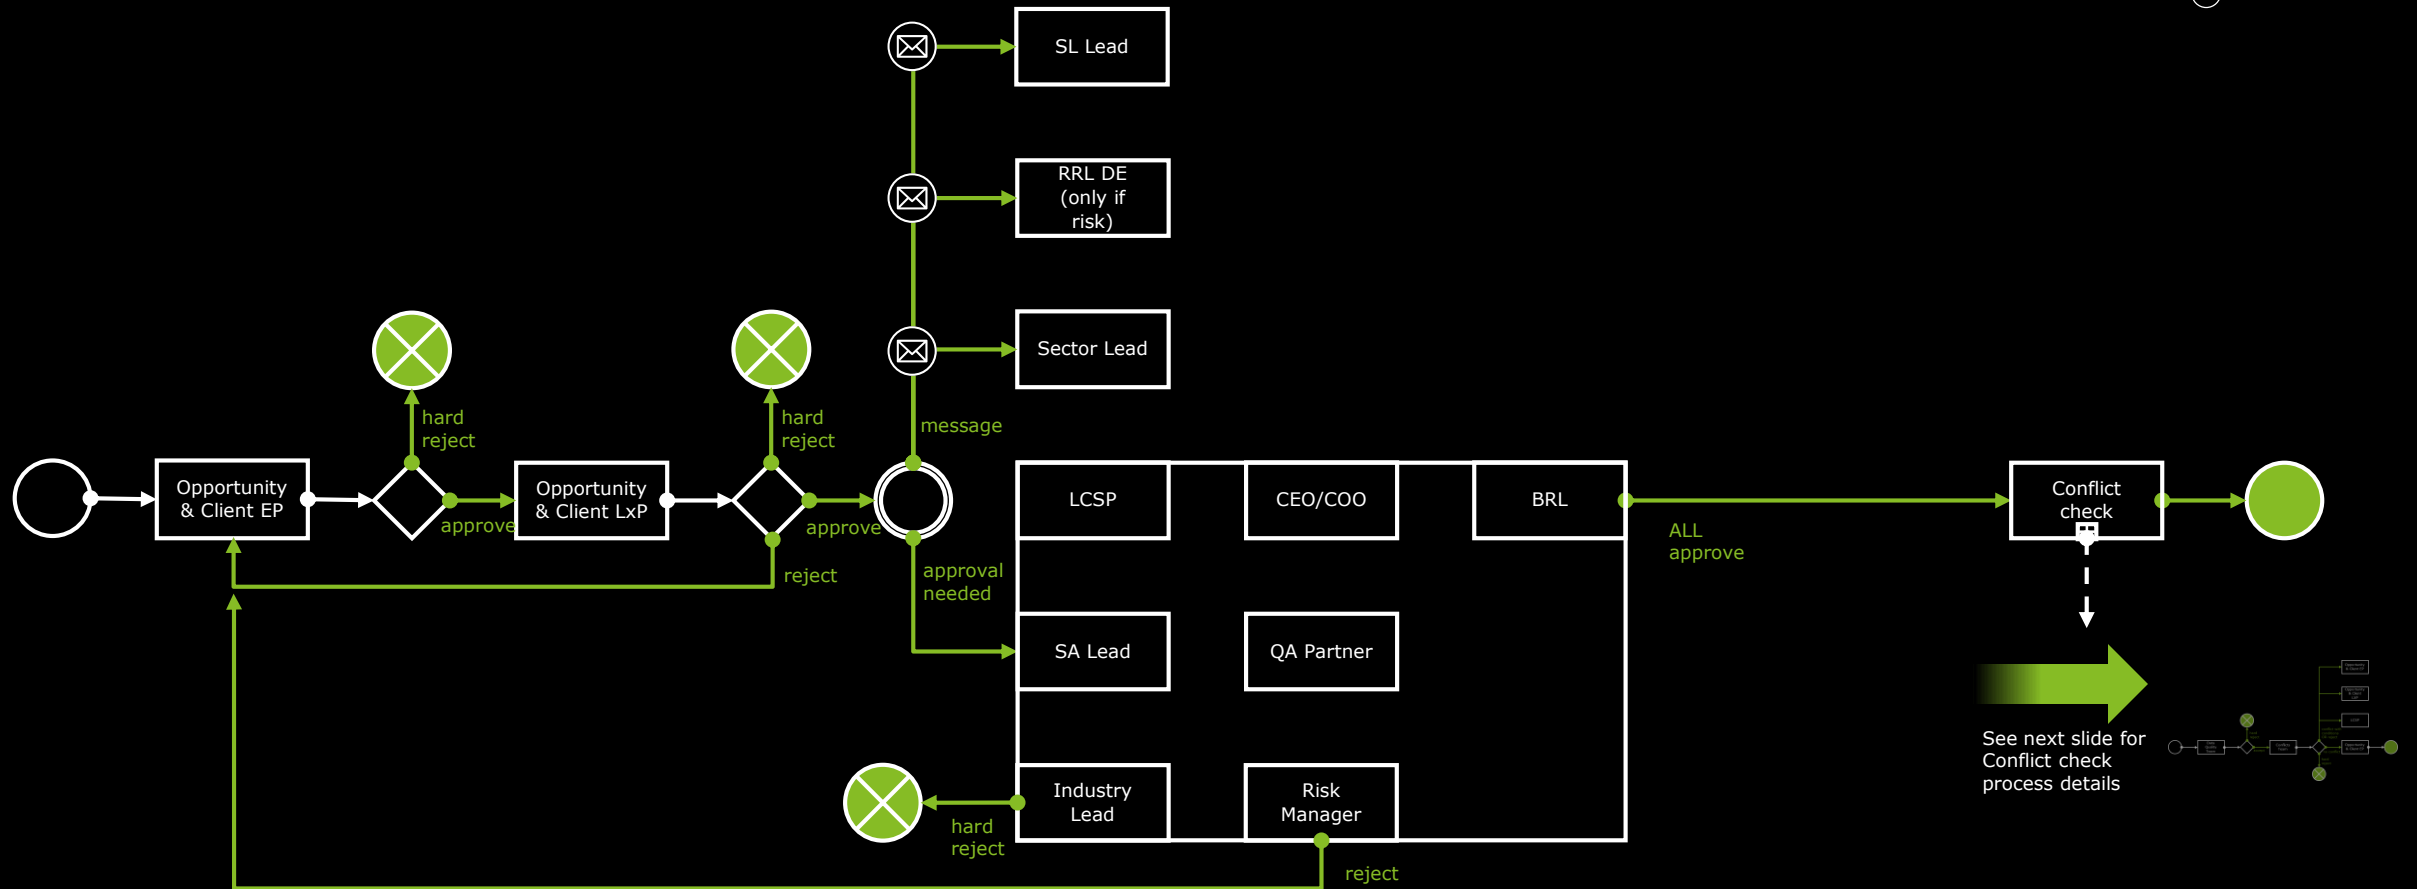 SL Lead
RRL DE
(only if
risk)
Sector Lead
hard
reject
hard
reject
message
Opportunity
& Client EP
approve
Opportunity
& Client LxP
approve
reject
approval
needed
LCSP
CEO/COO
BRL
ALL
approve
Conflict
check
SA Lead
QA Partner
Industry
Lead
Risk
Manager
hard
reject
reject
See next slide for
Conflict check
process details